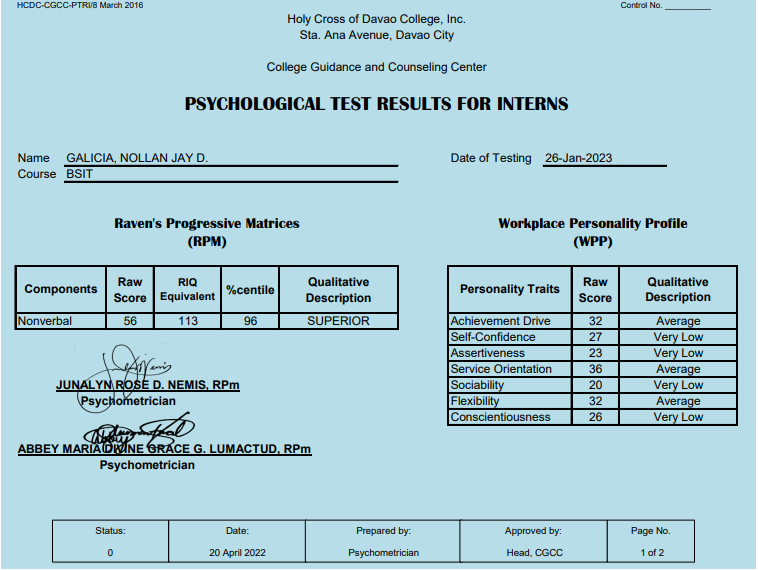 HCDC-CGCC-PTRI/8 March 2016
Control No. __________
Holy Cross of Davao College, Inc.
Sta. Ana Avenue, Davao City
College Guidance and Counseling Center
PSYCHOLOGICAL TEST RESULTS FOR INTERNS
Name GALICIA, NOLLAN JAY D.
Date of Testing 26-Jan-2023
Course BSIT
Raven's Progressive Matrices
(RPM)
Components Raw Score RIQ Equivalent %centile Qualitative Description
Nonverbal 56 113 96 SUPERIOR
JUNALYN ROSE D. NEMIS, RPm
Psychometrician
ABBEY MARIA DIVINE GRACE G. LUMACTUD, RPm
Psychometrician
Workplace Personality Profile
(WPP)
Personality Traits Raw Score Qualitative Description
Achievement Drive 32 Average
Self-Confidence 27 Very Low
Assertiveness 23 Very Low
Service Orientation 36 Average
Sociability 20 Very Low
Flexibility 32 Average
Conscientiousness 26 Very Low
Status: Date: Prepared by: Approved by: Page No.
0 20 April 2022 Psychometrician Head, CGCC 1 of 2